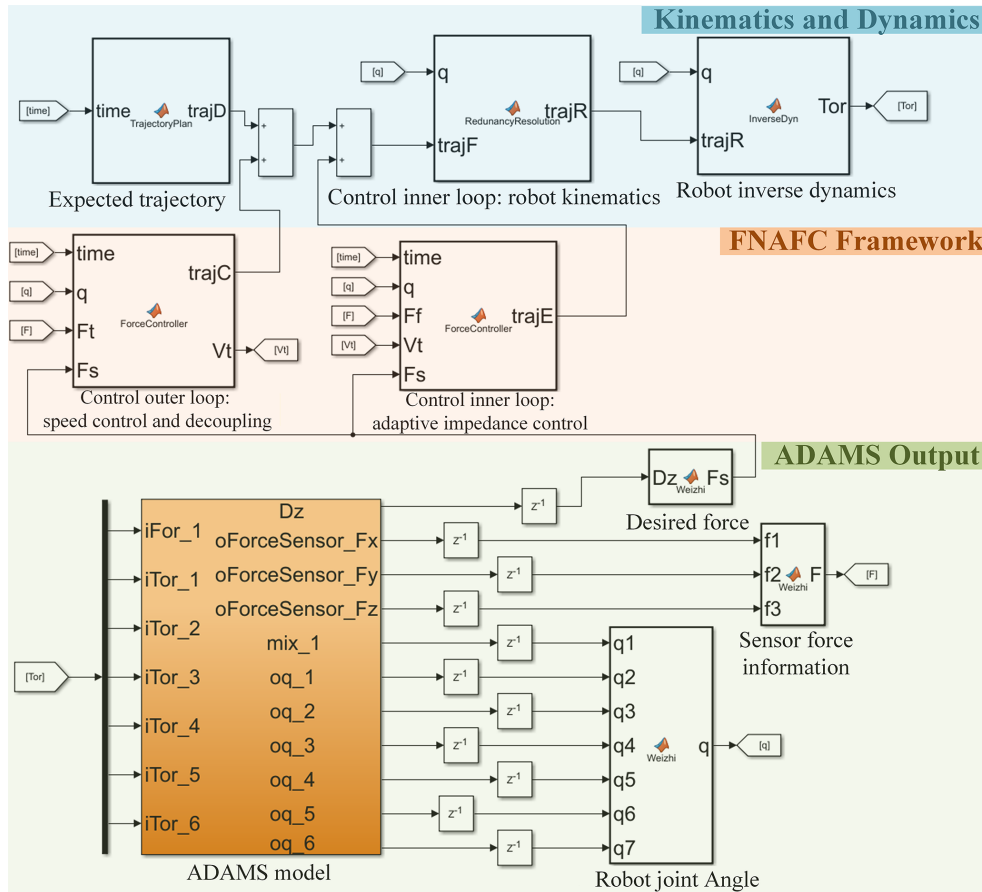 Kinematics and Dynamics
[time]
time
TrajectoryPlan
trajD
Expected trajectory
+
+
+
+
[q]
q
trajF
RedunancyResolution
trajR
Control inner loop: robot kinematics
[q]
q
trajR
InverseDyn
Tor
[Tor]
Robot inverse dynamics
FNAFC Framework
[time]
time
[q]
q
[F]
Ft
Fs
ForceController
trajC
Vt
[Vt]
Control outer loop:
speed control and decoupling
[time]
time
[q]
q
[F]
Ff
[Vt]
Vt
Fs
ForceController
trajE
Control inner loop:
adaptive impedance control
ADAMS Output
Dz
Weizhi
Fs
Desired force
[Tor]
iFor_1
iTor_1
iTor_2
iTor_3
iTor_4
iTor_5
iTor_6
Dz
oForceSensor_Fx
oForceSensor_Fy
oForceSensor_Fz
mix_1
oq_1
oq_2
oq_3
oq_4
oq_5
oq_6
ADAMS model
z-1
z-1
z-1
z-1
z-1
z-1
z-1
z-1
z-1
z-1
z-1
f1
f2
f3
Weizhi
F
[F]
Sensor force
information
q1
q2
q3
q4
q5
q6
q7
Weizhi
q
[q]
Robot joint Angle